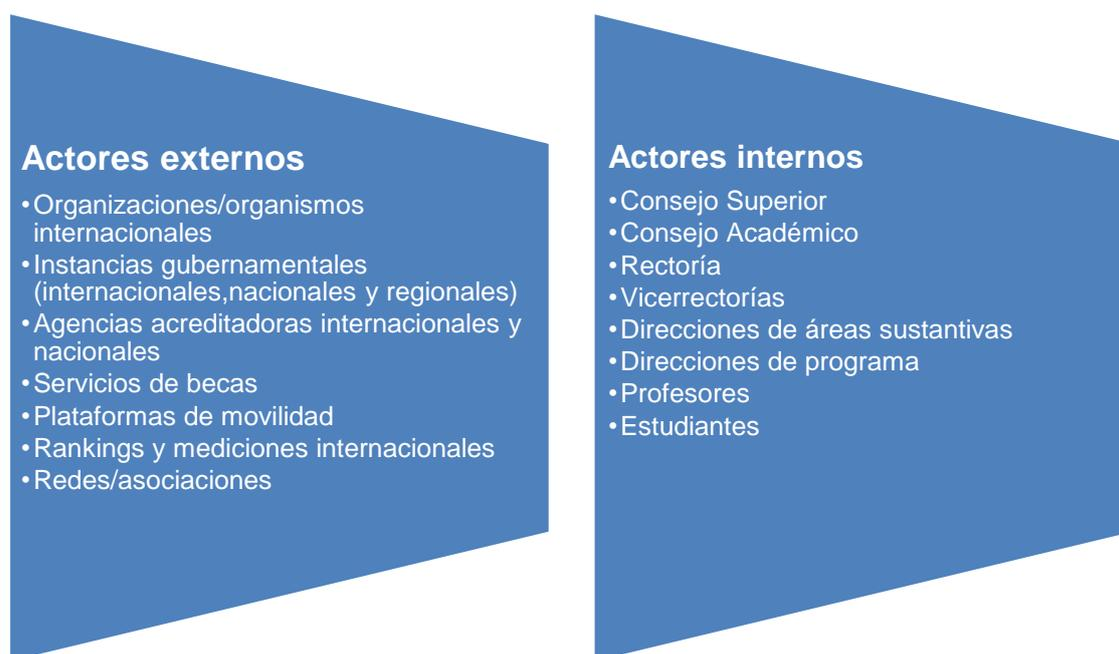 Actores externos
•Organizaciones/organismos
internacionales
•Instancias gubernamentales
(internacionales,nacionales y regionales)
•Agencias acreditadoras internacionales y
nacionales
•Servicios de becas
•Plataformas de movilidad
•Rankings y mediciones internacionales
•Redes/asociaciones
Actores internos
•Consejo Superior
•Consejo Académico
•Rectoría
•Vicerrectorías
•Direcciones de áreas sustantivas
•Direcciones de programa
•Profesores
•Estudiantes